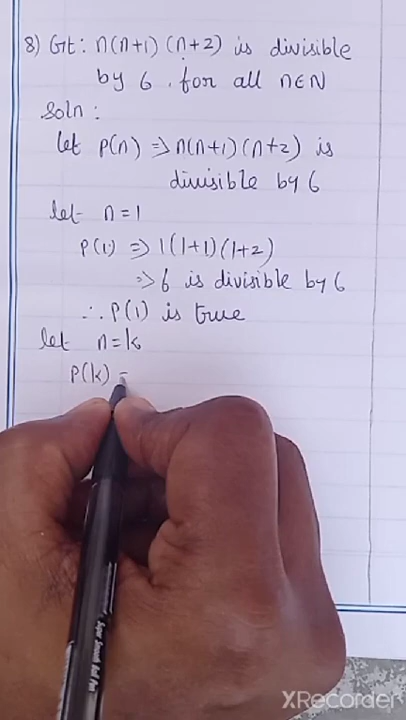 8) Gt: n(n+1)(n+2) is divisible
by 6. for all n∈N
Soln:
let P(n) => n(n+1)(n+2) is
divisible by 6
let n=1
P(1) => 1(1+1)(1+2)
=> 6 is divisible by 6
∴ P(1) is true
let n=k
P(k) =
XRecorder